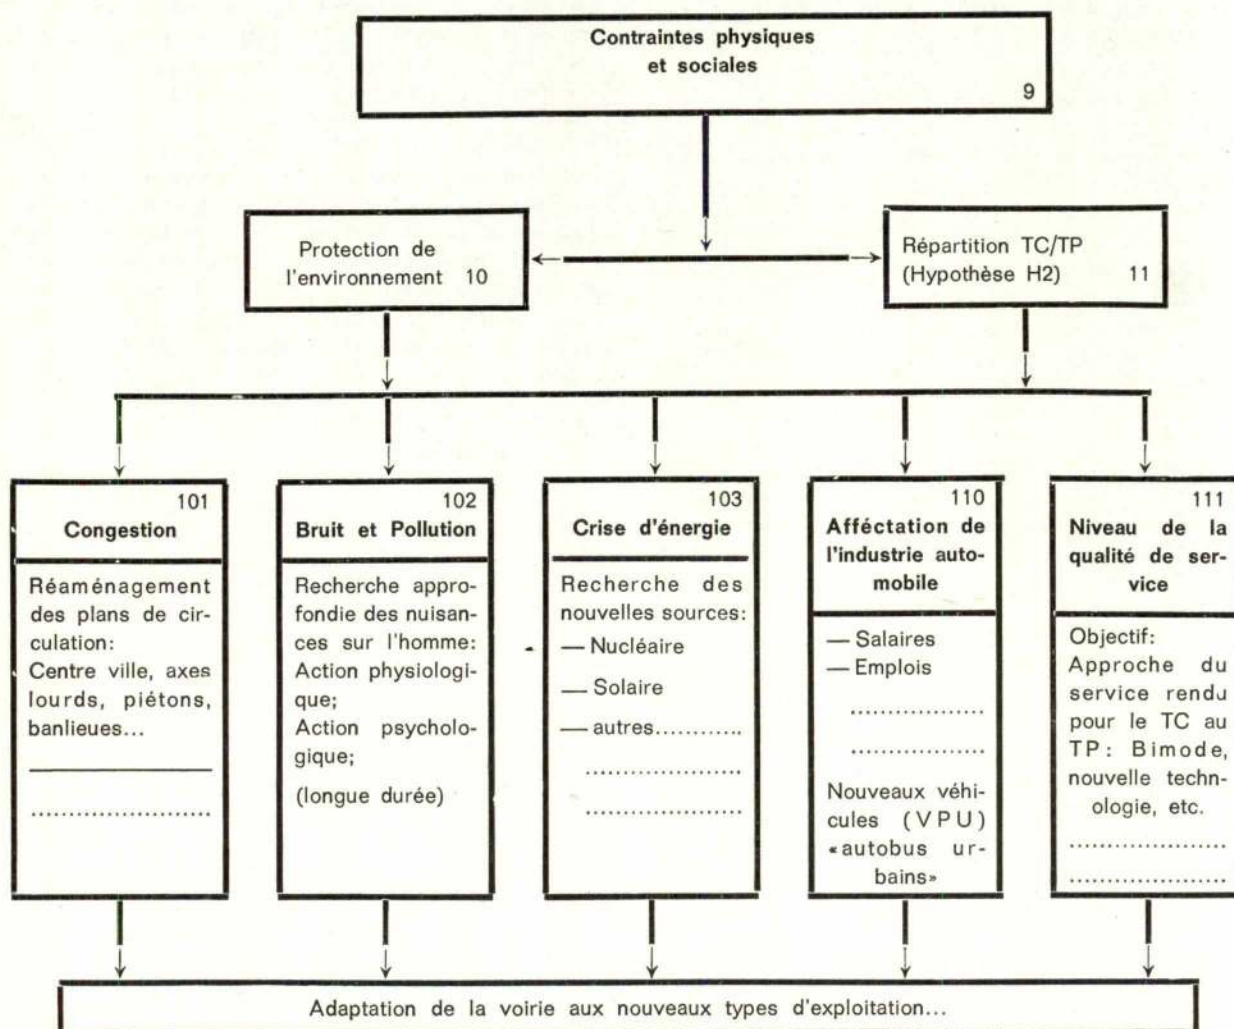 Contraintes physiques
et sociales
9
Protection de
l'environnement 10
Répartition TC/TP
(Hypothèse H2) 11
101
Congestion
Réaménagement
des plans de cir-
culation:
Centre ville, axes
lourds, piétons,
banlieues...
........................
102
Bruit et Pollution
Recherche appro-
fondie des nuisan-
ces sur l'homme:
Action physiologi-
que;
Action psycholo-
gique;
(longue durée)
103
Crise d'énergie
Recherche des
nouvelles sources:
— Nucléaire
— Solaire
— autres............
....................
....................
110
Afféctation de
l'industrie auto-
mobile
— Salaires
— Emplois
.................
.................
Nouveaux véhi-
cules (VPU)
«autobus ur-
bains»
111
Niveau de la
qualité de ser-
vice
Objectif:
Approche du
service rendu
pour le TC au
TP: Bimode,
nouvelle techn-
ologie, etc.
....................
....................
Adaptation de la voirie aux nouveaux types d'exploitation...